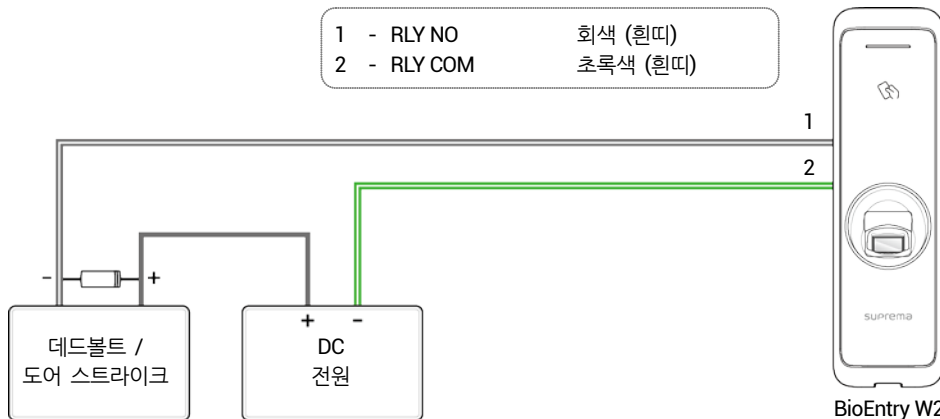 1 - RLY NO 회색 (흰띠)
2 - RLY COM 초록색 (흰띠)
1
2
- +
+ -
데드볼트 /
도어 스트라이크
DC
전원
suprema
BioEntry W2